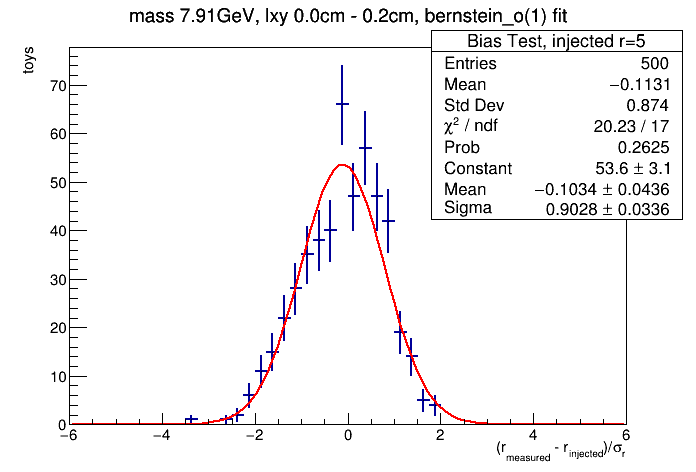 mass 7.91GeV, lxy 0.0cm - 0.2cm, bernstein_o(1) fit
Bias Test, injected r=5
Entries 500
Mean −0.1131
Std Dev 0.874
χ² / ndf 20.23 / 17
Prob 0.2625
Constant 53.6 ± 3.1
Mean −0.1034 ± 0.0436
Sigma 0.9028 ± 0.0336
toys
70
60
50
40
30
20
10
0
−6 −4 −2 0 2 4 6
(r_measured - r_injected)/σ_r